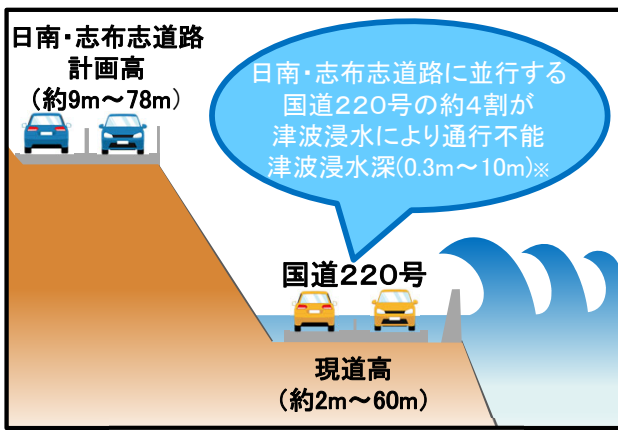 日南・志布志道路
計画高
（約9m～78m）
日南・志布志道路に並行する
国道２２０号の約４割が
津波浸水により通行不能
津波浸水深(0.3m～10m)※
国道２２０号
現道高
（約2m～60m）